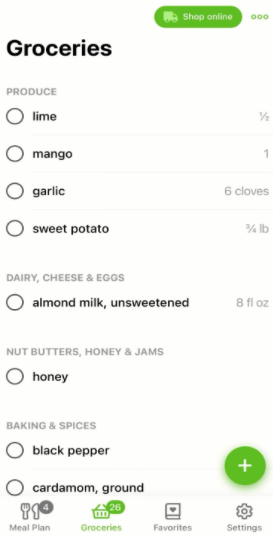 Shop online
Groceries
PRODUCE
lime ½
mango 1
garlic 6 cloves
sweet potato ¾ lb
DAIRY, CHEESE & EGGS
almond milk, unsweetened 8 fl oz
NUT BUTTERS, HONEY & JAMS
honey
BAKING & SPICES
black pepper
+
cardamom, ground
4 26
Meal Plan Groceries Favorites Settings